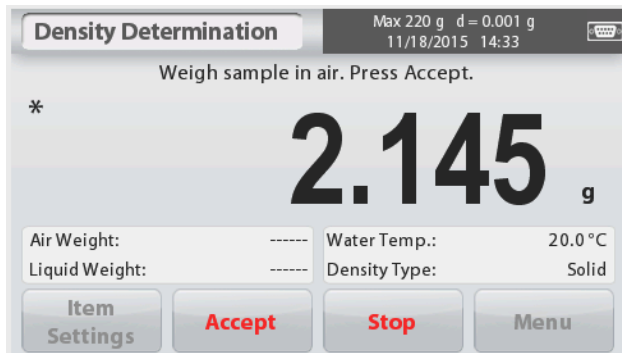 Density Determination
Max 220 g d = 0.001 g
11/18/2015 14:33
Weigh sample in air. Press Accept.
*
2.145 g
Air Weight: ------
Liquid Weight: ------
Water Temp.: 20.0 °C
Density Type: Solid
Item
Settings
Accept
Stop
Menu